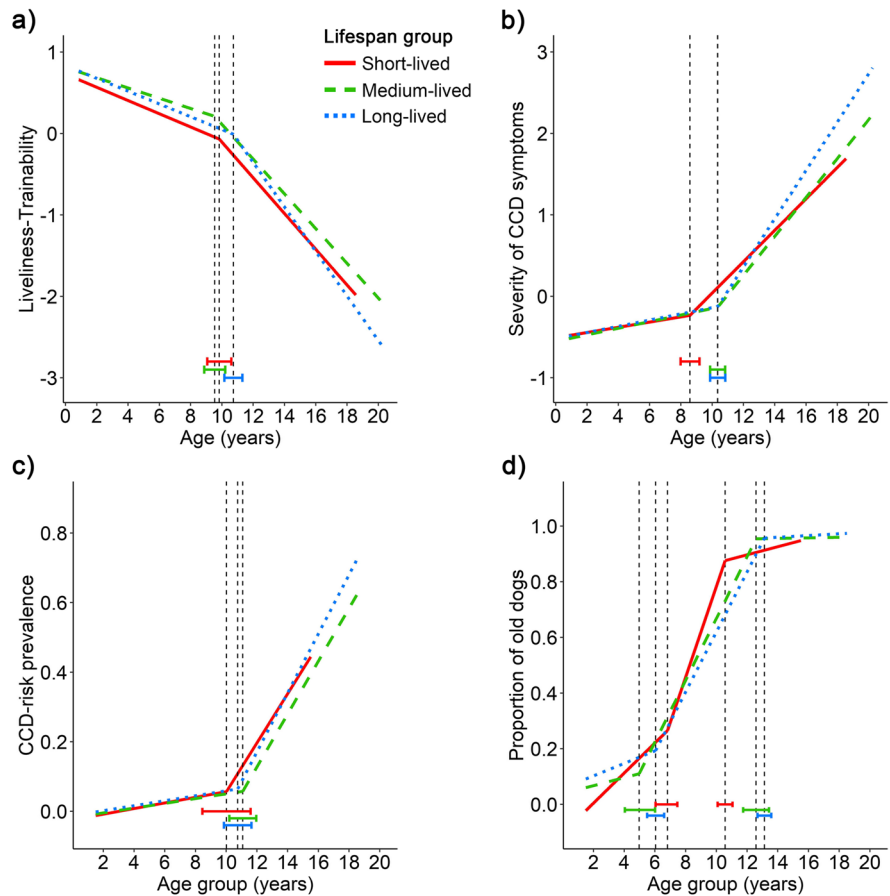 a)
Lifespan group
Short-lived
Medium-lived
Long-lived
Liveliness-Trainability
1
0
-1
-2
-3
0 2 4 6 8 10 12 14 16 18 20
Age (years)
b)
Severity of CCD symptoms
3
2
1
0
-1
0 2 4 6 8 10 12 14 16 18 20
Age (years)
c)
CCD-risk prevalence
0.8
0.6
0.4
0.2
0.0
2 4 6 8 10 12 14 16 18 20
Age group (years)
d)
Proportion of old dogs
1.0
0.8
0.6
0.4
0.2
0.0
2 4 6 8 10 12 14 16 18 20
Age group (years)